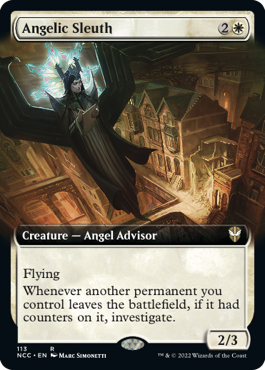 Angelic Sleuth 2
Creature — Angel Advisor
Flying
Whenever another permanent you
control leaves the battlefield, if it had
counters on it, investigate.
2/3
113 R
NCC • EN MARC SIMONETTI ™ & © 2022 Wizards of the Coast